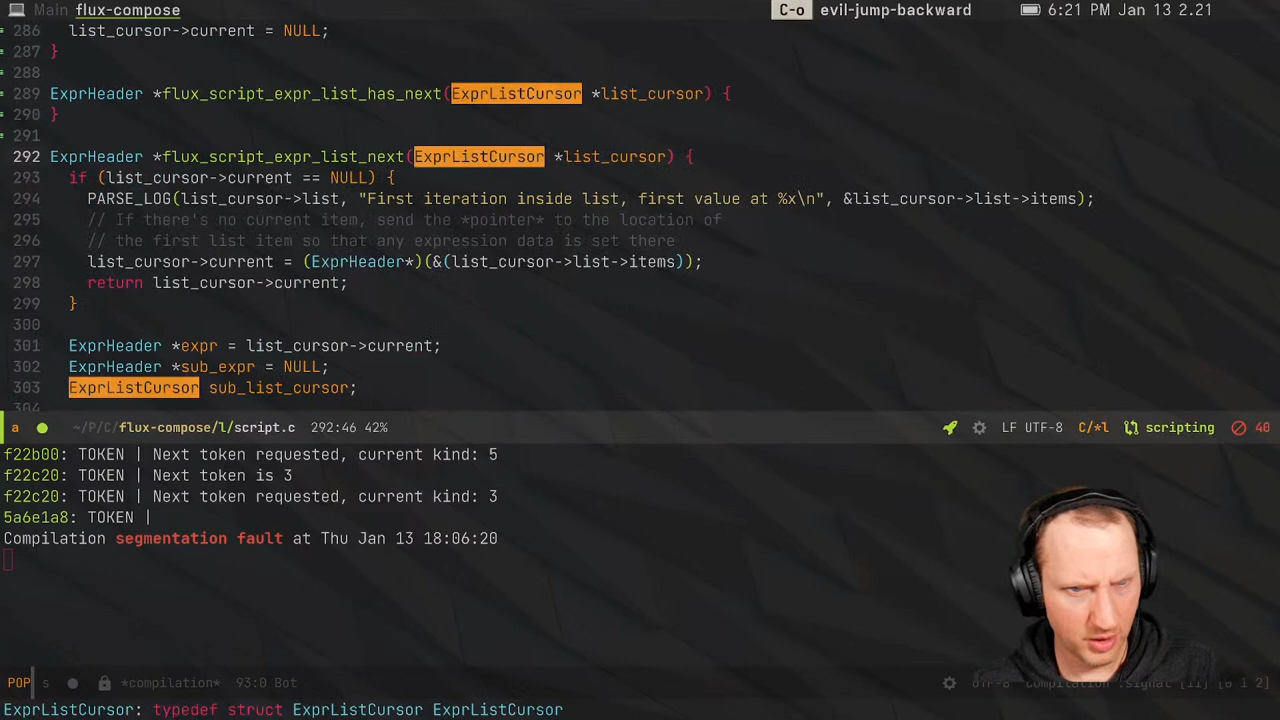 Main flux-compose C-o evil-jump-backward 6:21 PM Jan 13 2.21
286 list_cursor->current = NULL;
287 }
288
289 ExprHeader *flux_script_expr_list_has_next(ExprListCursor *list_cursor) {
290 }
291
292 ExprHeader *flux_script_expr_list_next(ExprListCursor *list_cursor) {
293 if (list_cursor->current == NULL) {
294 PARSE_LOG(list_cursor->list, "First iteration inside list, first value at %x\n", &list_cursor->list->items);
295 // If there's no current item, send the *pointer* to the location of
296 // the first list item so that any expression data is set there
297 list_cursor->current = (ExprHeader*)(&(list_cursor->list->items));
298 return list_cursor->current;
299 }
300
301 ExprHeader *expr = list_cursor->current;
302 ExprHeader *sub_expr = NULL;
303 ExprListCursor sub_list_cursor;
304
a ~/P/C/flux-compose/l/script.c 292:46 42% LF UTF-8 C/*l scripting 40
f22b00: TOKEN | Next token requested, current kind: 5
f22c20: TOKEN | Next token is 3
f22c20: TOKEN | Next token requested, current kind: 3
5a6e1a8: TOKEN |
Compilation segmentation fault at Thu Jan 13 18:06:20
POP s *compilation* 93:0 Bot
ExprListCursor: typedef struct ExprListCursor ExprListCursor